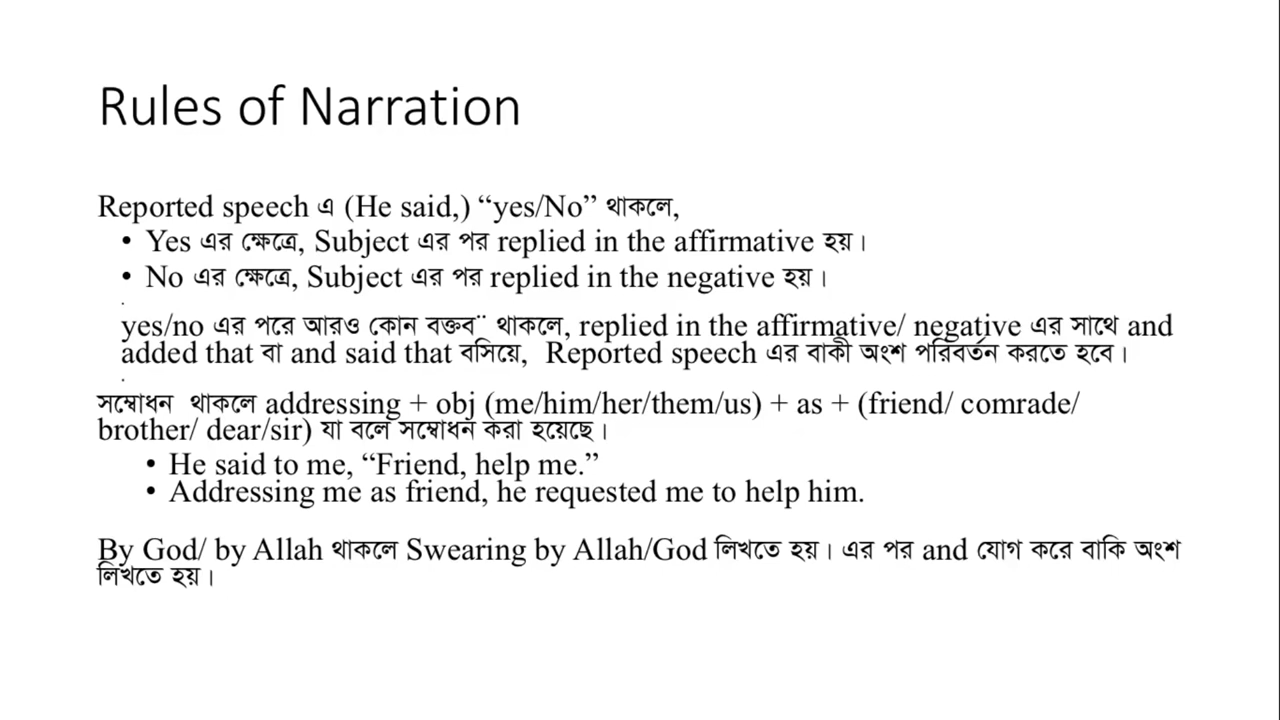 Rules of Narration
Reported speech এ (He said,) “yes/No” থাকলে,
• Yes এর ক্ষেত্রে, Subject এর পর replied in the affirmative হয়।
• No এর ক্ষেত্রে, Subject এর পর replied in the negative হয়।
yes/no এর পরে আরও কোন বক্তব¨ থাকলে, replied in the affirmative/ negative এর সাথে and
added that বা and said that বসিয়ে, Reported speech এর বাকী অংশ পরিবর্তন করতে হবে।
সম্বোধন থাকলে addressing + obj (me/him/her/them/us) + as + (friend/ comrade/
brother/ dear/sir) যা বলে সম্বোধন করা হয়েছে।
• He said to me, “Friend, help me.”
• Addressing me as friend, he requested me to help him.
By God/ by Allah থাকলে Swearing by Allah/God লিখতে হয়। এর পর and যোগ করে বাকি অংশ
লিখতে হয়।